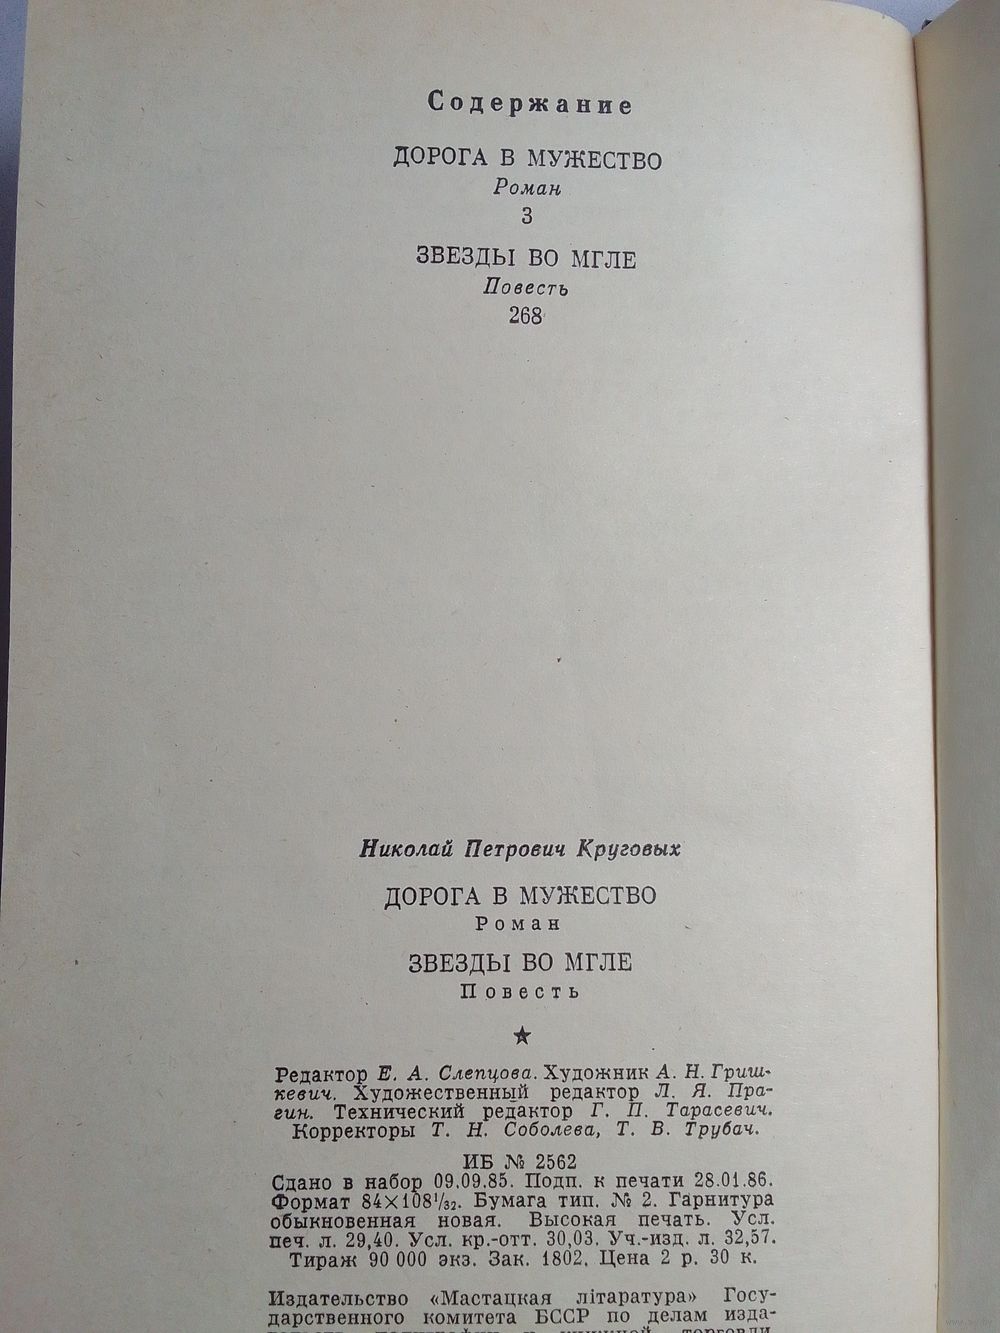 Содержание
ДОРОГА В МУЖЕСТВО
Роман
3
ЗВЕЗДЫ ВО МГЛЕ
Повесть
268
Николай Петрович Круговых
ДОРОГА В МУЖЕСТВО
Роман
ЗВЕЗДЫ ВО МГЛЕ
Повесть
★
Редактор Е. А. Слепцова. Художник А. Н. Гриш-
кевич. Художественный редактор Л. Я. Пра-
гин. Технический редактор Г. П. Тарасевич.
Корректоры Т. Н. Соболева, Т. В. Трубач.
ИБ № 2562
Сдано в набор 09.09.85. Подп. к печати 28.01.86.
Формат 84×108¹/₃₂. Бумага тип. № 2. Гарнитура
обыкновенная новая. Высокая печать. Усл.
печ. л. 29,40. Усл. кр.-отт. 30,03. Уч.-изд. л. 32,57.
Тираж 90 000 экз. Зак. 1802. Цена 2 р. 30 к.
Издательство «Мастацкая літаратура» Госу-
дарственного комитета БССР по делам изда-